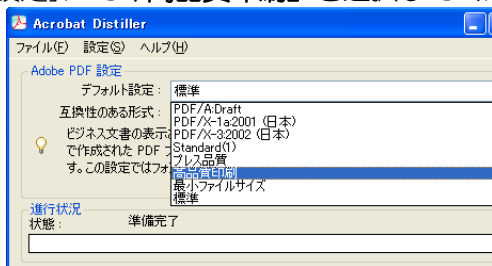 Acrobat Distiller
ファイル(F) 設定(S) ヘルプ(H)
Adobe PDF 設定
デフォルト設定： 標準
互換性のある形式：
PDF/A:Draft
PDF/X-1a:2001 (日本)
PDF/X-3:2002 (日本)
Standard(1)
プレス品質
高品質印刷
最小ファイルサイズ
標準
ビジネス文書の表示
で作成された PDF
す。この設定ではフォ
進行状況
状態： 準備完了